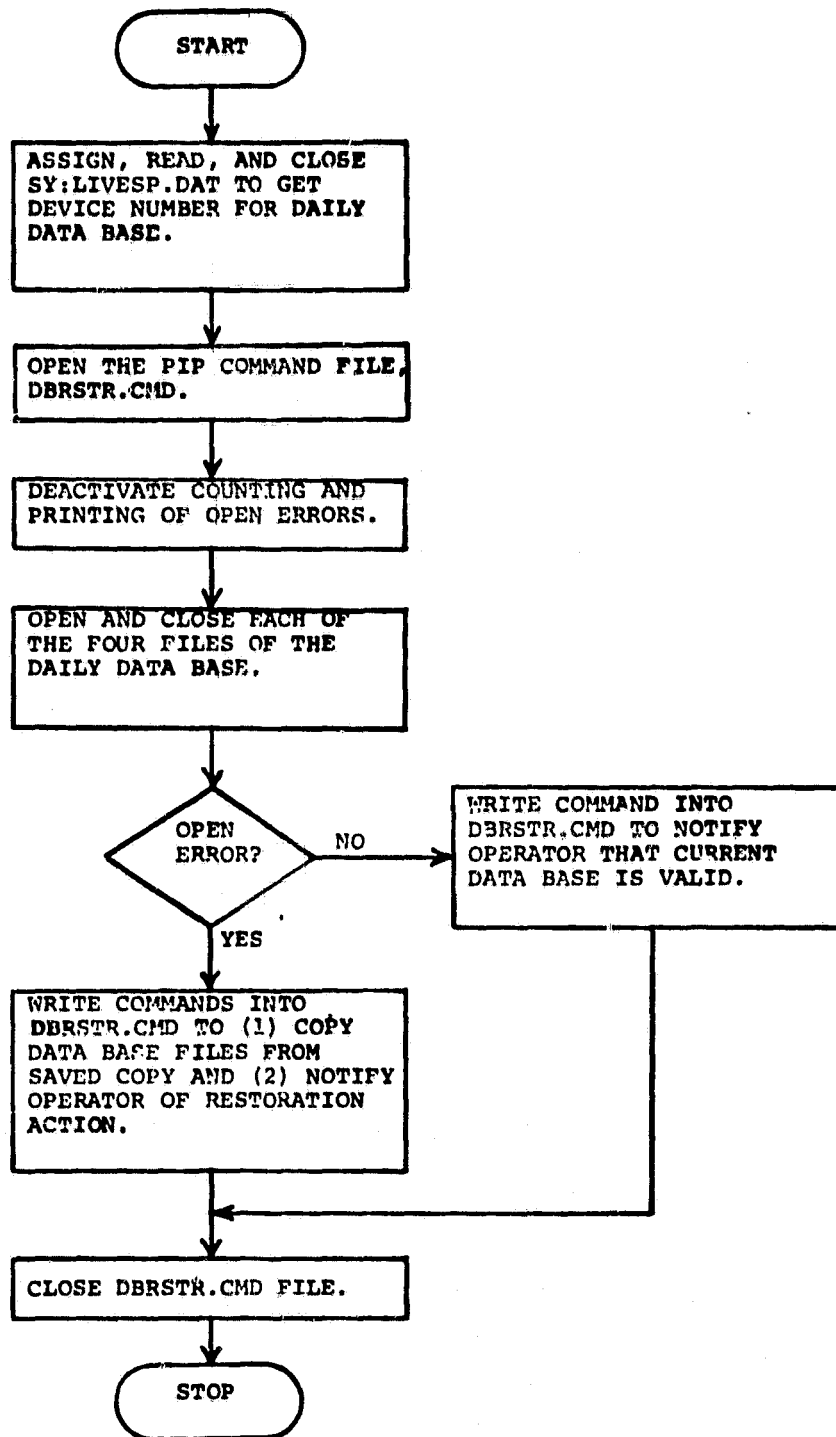 START
ASSIGN, READ, AND CLOSE
SY:LIVESP.DAT TO GET
DEVICE NUMBER FOR DAILY
DATA BASE.
OPEN THE PIP COMMAND FILE,
DBRSTR.CMD.
DEACTIVATE COUNTING AND
PRINTING OF OPEN ERRORS.
OPEN AND CLOSE EACH OF
THE FOUR FILES OF THE
DAILY DATA BASE.
OPEN
ERROR?
NO
WRITE COMMAND INTO
DBRSTR.CMD TO NOTIFY
OPERATOR THAT CURRENT
DATA BASE IS VALID.
YES
WRITE COMMANDS INTO
DBRSTR.CMD TO (1) COPY
DATA BASE FILES FROM
SAVED COPY AND (2) NOTIFY
OPERATOR OF RESTORATION
ACTION.
CLOSE DBRSTR.CMD FILE.
STOP